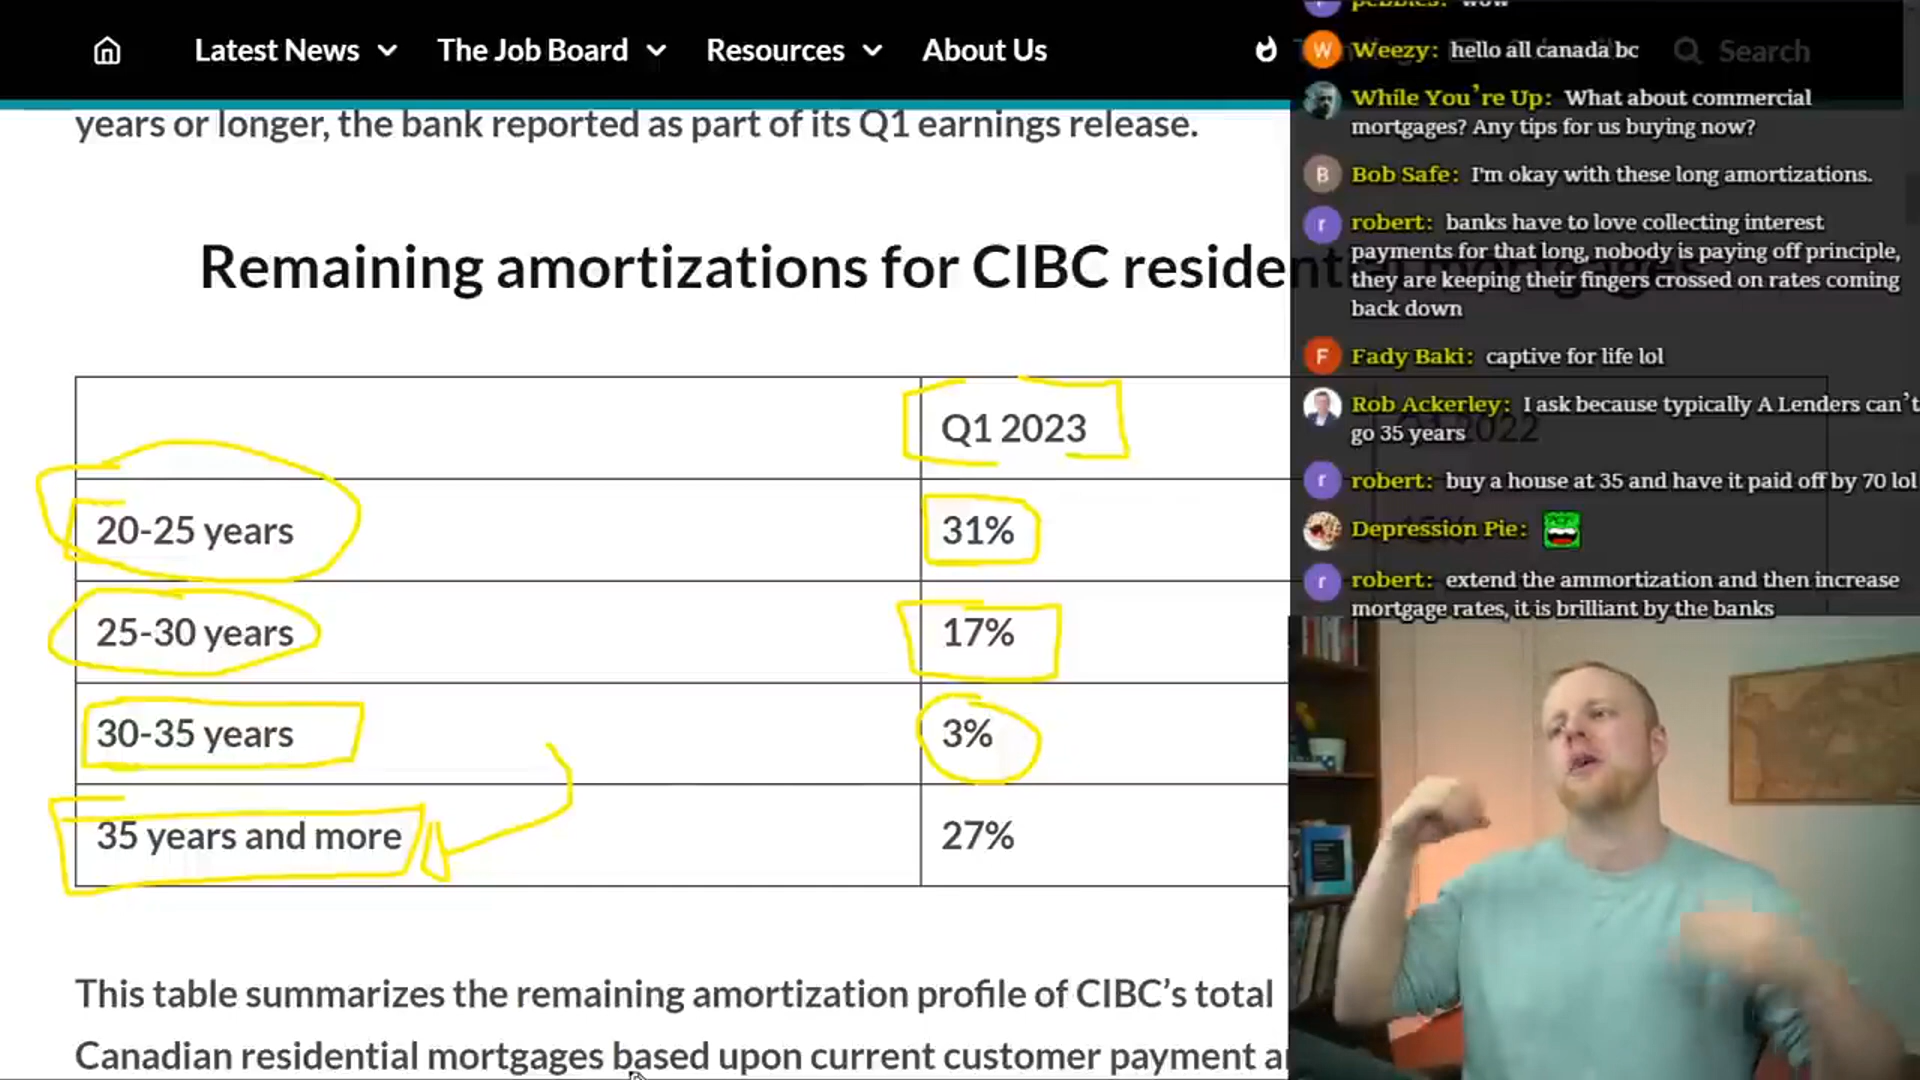 Latest News
The Job Board
Resources
About Us
Search
years or longer, the bank reported as part of its Q1 earnings release.
Remaining amortizations for CIBC residential
Q1 2023
2022
20-25 years
31%
25-30 years
17%
30-35 years
3%
35 years and more
27%
This table summarizes the remaining amortization profile of CIBC’s total
Canadian residential mortgages based upon current customer payment
pebbles: wow
W
Weezy: hello all canada bc
While You're Up: What about commercial
mortgages? Any tips for us buying now?
B
Bob Safe: I'm okay with these long amortizations.
r
robert: banks have to love collecting interest
payments for that long, nobody is paying off principle,
they are keeping their fingers crossed on rates coming
back down
F
Fady Baki: captive for life lol
Rob Ackerley: I ask because typically A Lenders can't
go 35 years
r
robert: buy a house at 35 and have it paid off by 70 lol
Depression Pie:
r
robert: extend the ammortization and then increase
mortgage rates, it is brilliant by the banks